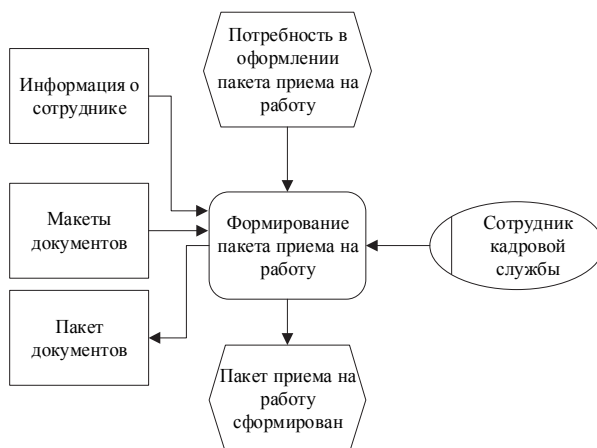 Потребность в
оформлении
пакета приема на
работу
Информация о
сотруднике
Макеты
документов
Формирование
пакета приема на
работу
Сотрудник
кадровой
службы
Пакет
документов
Пакет приема на
работу
сформирован